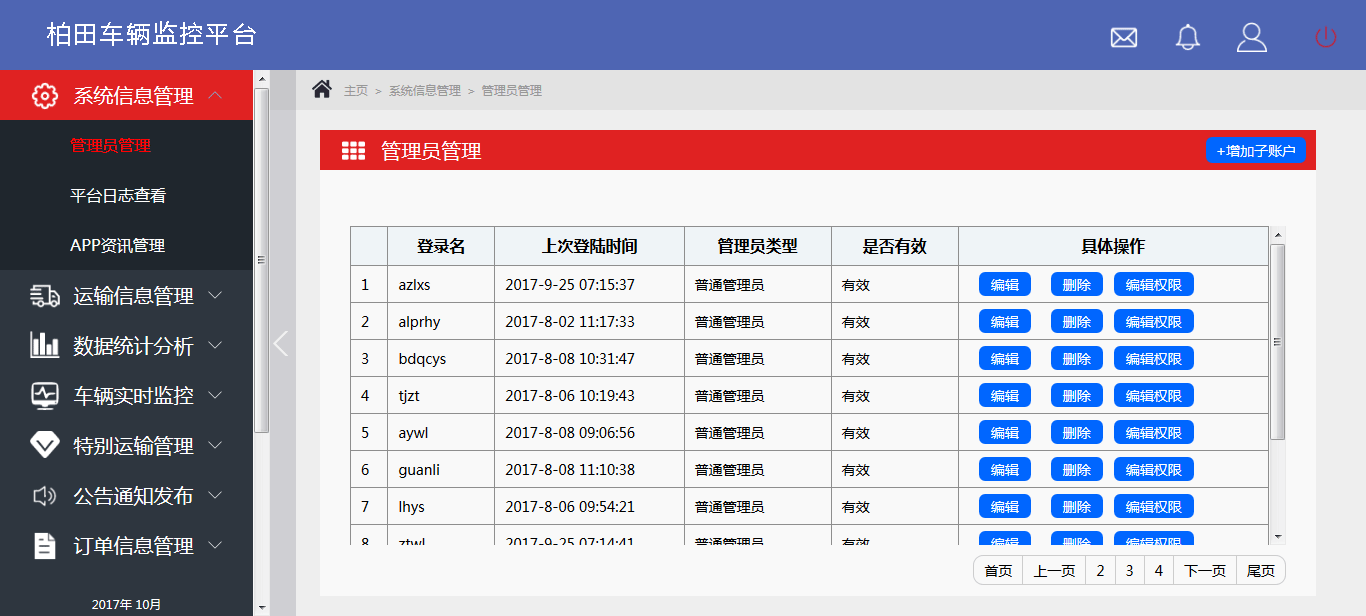 柏田车辆监控平台
系统信息管理
管理员管理
平台日志查看
APP资讯管理
运输信息管理
数据统计分析
车辆实时监控
特别运输管理
公告通知发布
订单信息管理
2017年 10月
主页 > 系统信息管理 > 管理员管理
管理员管理 +增加子账户
登录名 上次登陆时间 管理员类型 是否有效 具体操作
1 azlxs 2017-9-25 07:15:37 普通管理员 有效 编辑 删除 编辑权限
2 alprhy 2017-8-02 11:17:33 普通管理员 有效 编辑 删除 编辑权限
3 bdqcys 2017-8-08 10:31:47 普通管理员 有效 编辑 删除 编辑权限
4 tjzt 2017-8-06 10:19:43 普通管理员 有效 编辑 删除 编辑权限
5 aywl 2017-8-08 09:06:56 普通管理员 有效 编辑 删除 编辑权限
6 guanli 2017-8-08 11:10:38 普通管理员 有效 编辑 删除 编辑权限
7 lhys 2017-8-06 09:54:21 普通管理员 有效 编辑 删除 编辑权限
8 ztwl 2017-9-25 07:14:41 普通管理员 有效 编辑 删除 编辑权限
首页 上一页 2 3 4 下一页 尾页